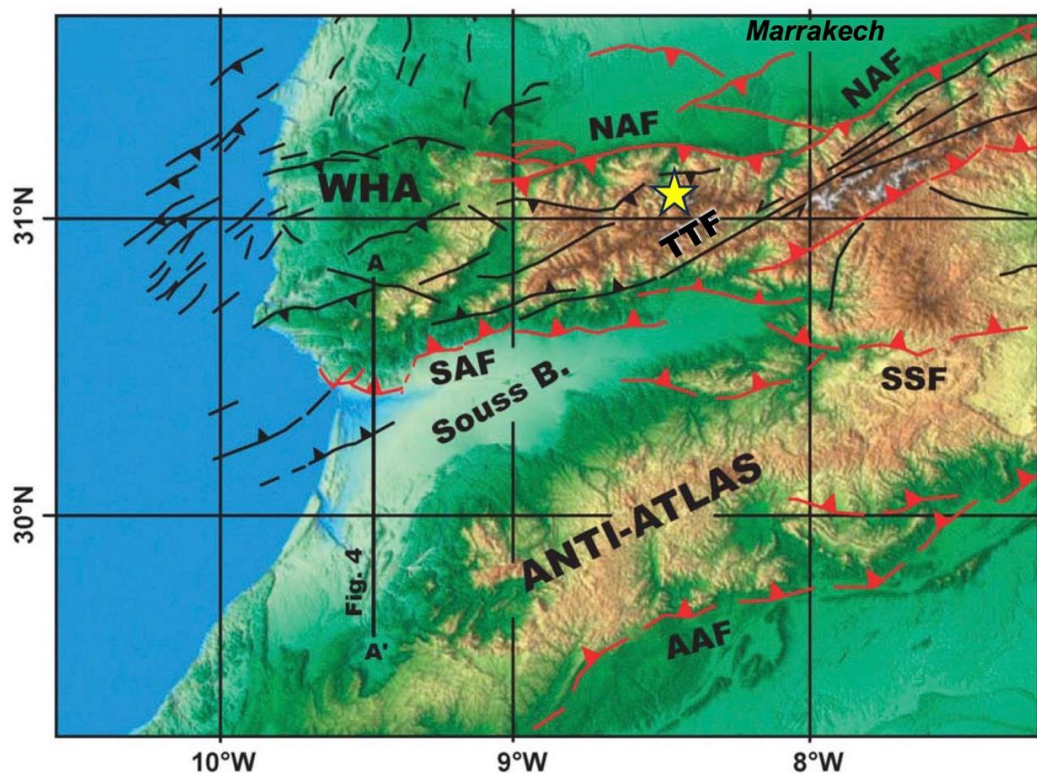 Marrakech
NAF
NAF
31°N
WHA
TTF
A
SAF
SSF
Souss B.
30°N
ANTI-ATLAS
Fig. 4
A'
AAF
10°W
9°W
8°W